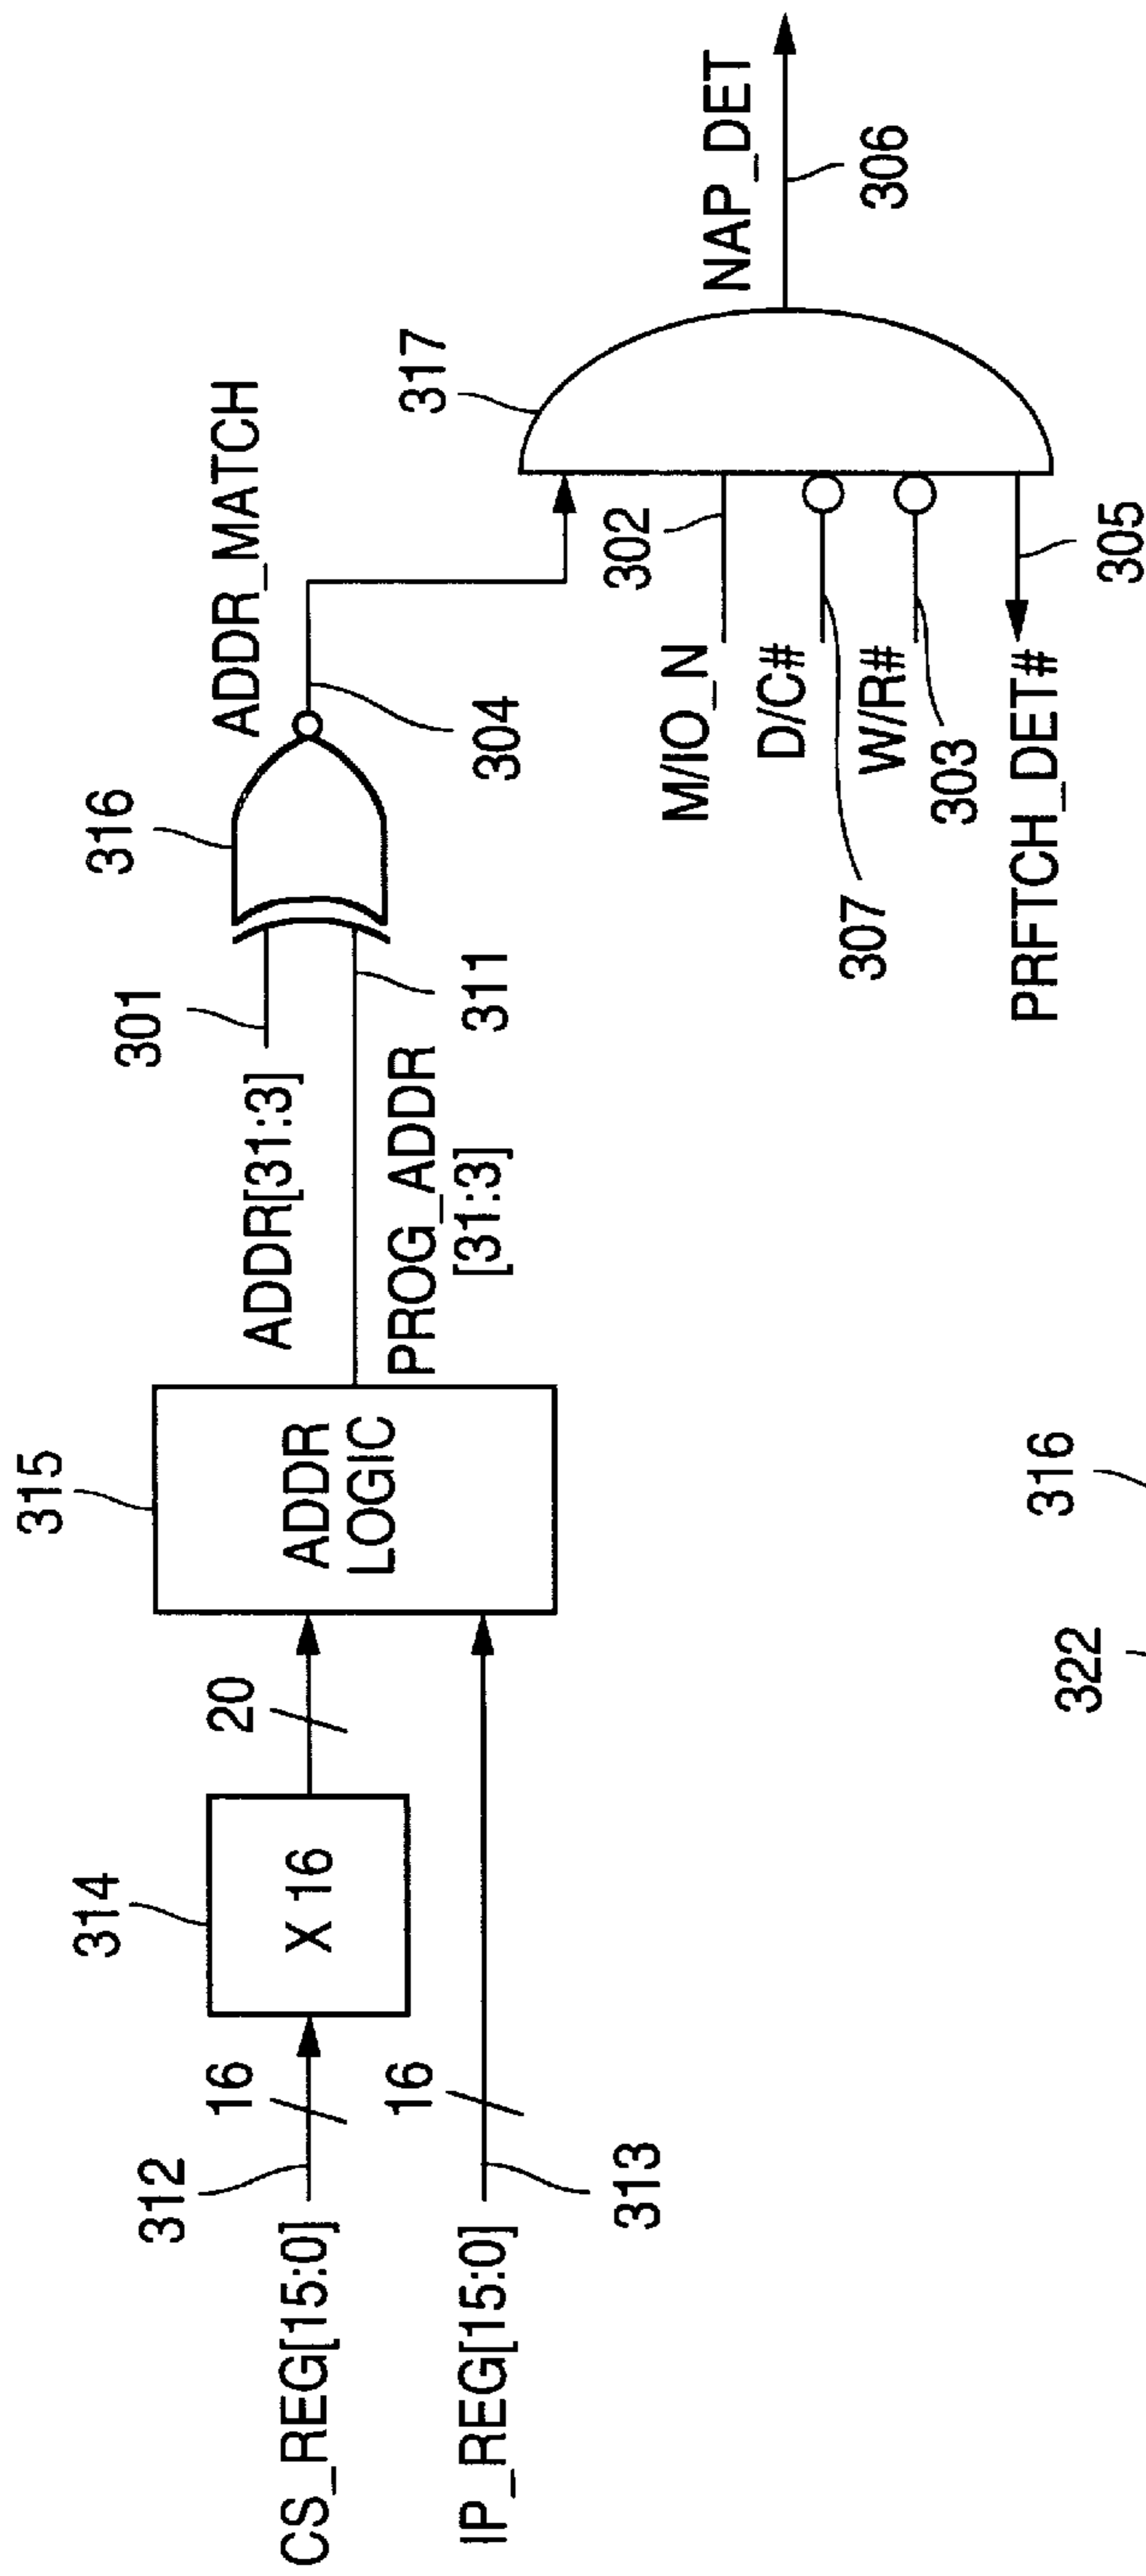 CS_REG[15:0]
312
16
314
X 16
20
IP_REG[15:0]
313
16
315
ADDR
LOGIC
ADDR[31:3]
301
PROG_ADDR
[31:3]
311
316
304
ADDR_MATCH
317
M/IO_N
302
D/C#
307
W/R#
303
PRFTCH_DET#
305
NAP_DET
306
322
316